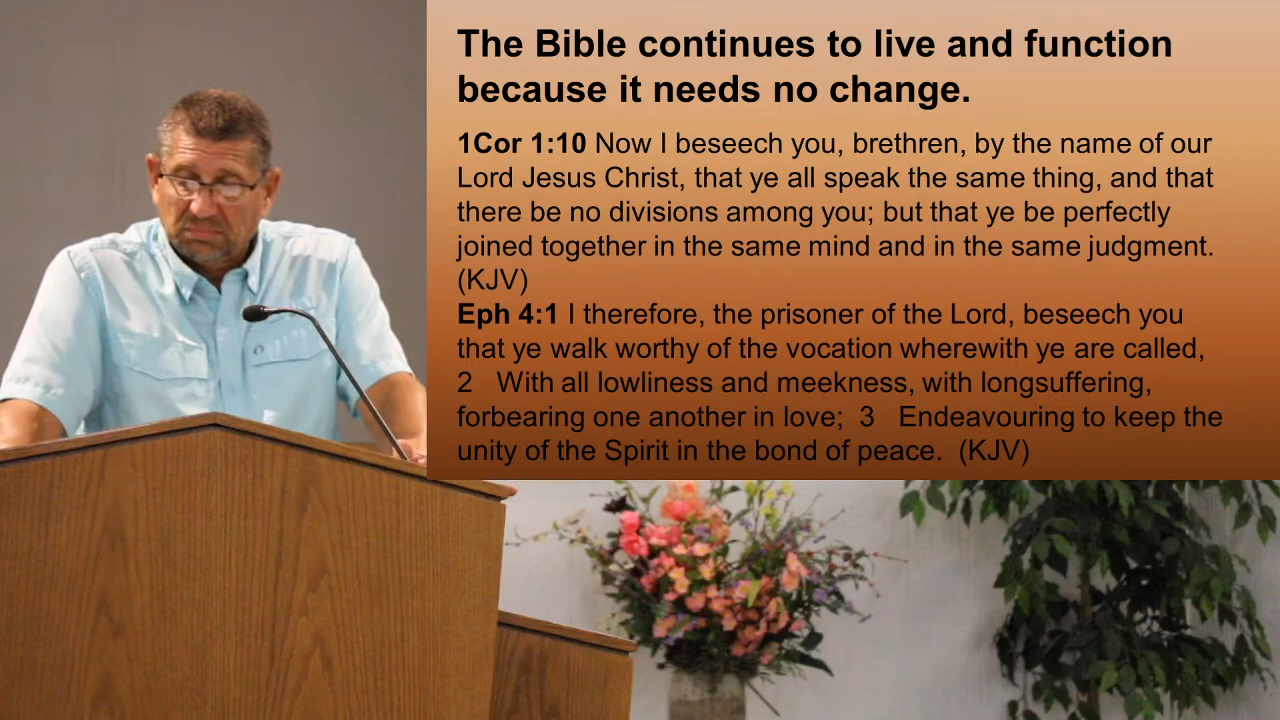 The Bible continues to live and function
because it needs no change.
1Cor 1:10 Now I beseech you, brethren, by the name of our
Lord Jesus Christ, that ye all speak the same thing, and that
there be no divisions among you; but that ye be perfectly
joined together in the same mind and in the same judgment.
(KJV)
Eph 4:1 I therefore, the prisoner of the Lord, beseech you
that ye walk worthy of the vocation wherewith ye are called,
2 With all lowliness and meekness, with longsuffering,
forbearing one another in love; 3 Endeavouring to keep the
unity of the Spirit in the bond of peace. (KJV)